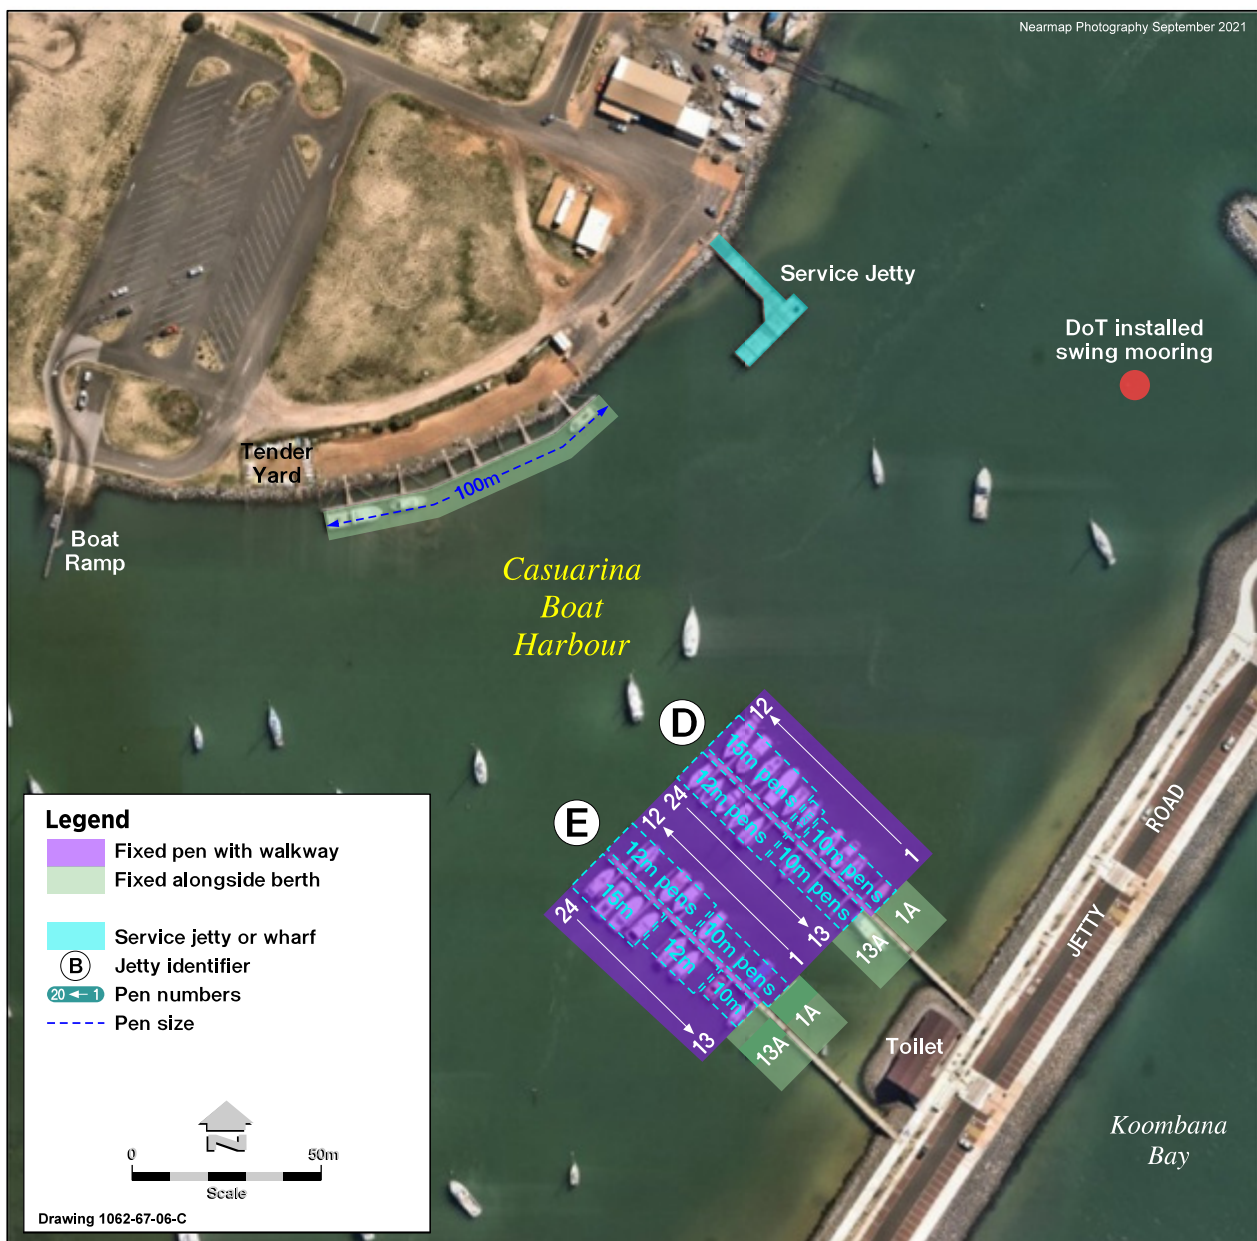 Nearmap Photography September 2021
Service Jetty
DoT installed
swing mooring
Tender
Yard
100m
Boat
Ramp
Casuarina
Boat
Harbour
D
12
15m pens
10m pens
1
24
12m pens
10m pens
13
1A
13A
E
12
12m pens
10m pens
1
24
15m
12m
10m
13
1A
13A
JETTY ROAD
Toilet
Koombana
Bay
Legend
Fixed pen with walkway
Fixed alongside berth
Service jetty or wharf
B Jetty identifier
20 ← 1 Pen numbers
Pen size
N
0 50m
Scale
Drawing 1062-67-06-C